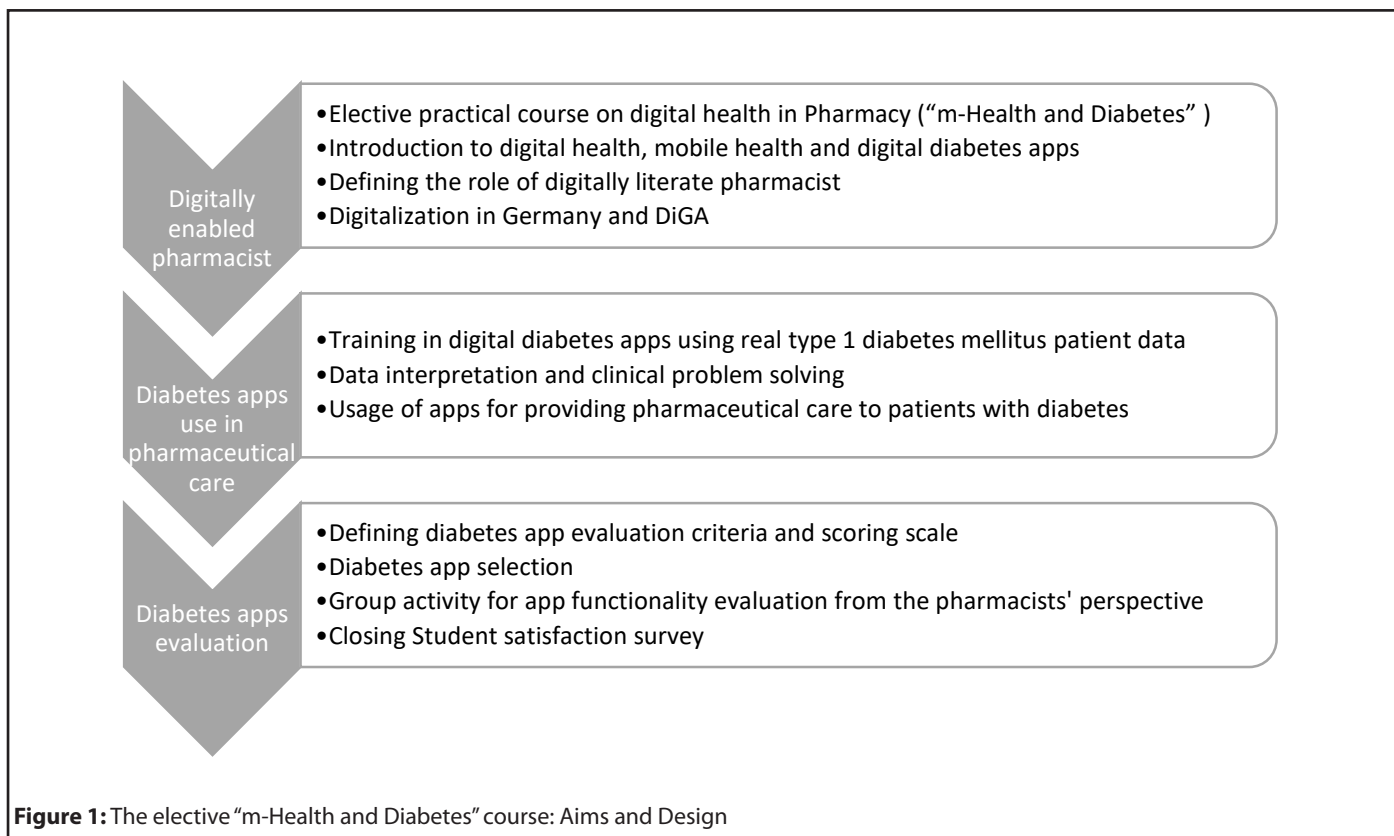 Digitally
enabled
pharmacist
•Elective practical course on digital health in Pharmacy (“m-Health and Diabetes” )
•Introduction to digital health, mobile health and digital diabetes apps
•Defining the role of digitally literate pharmacist
•Digitalization in Germany and DiGA
Diabetes apps
use in
pharmaceutical
care
•Training in digital diabetes apps using real type 1 diabetes mellitus patient data
•Data interpretation and clinical problem solving
•Usage of apps for providing pharmaceutical care to patients with diabetes
Diabetes apps
evaluation
•Defining diabetes app evaluation criteria and scoring scale
•Diabetes app selection
•Group activity for app functionality evaluation from the pharmacists' perspective
•Closing Student satisfaction survey
Figure 1: The elective “m-Health and Diabetes” course: Aims and Design